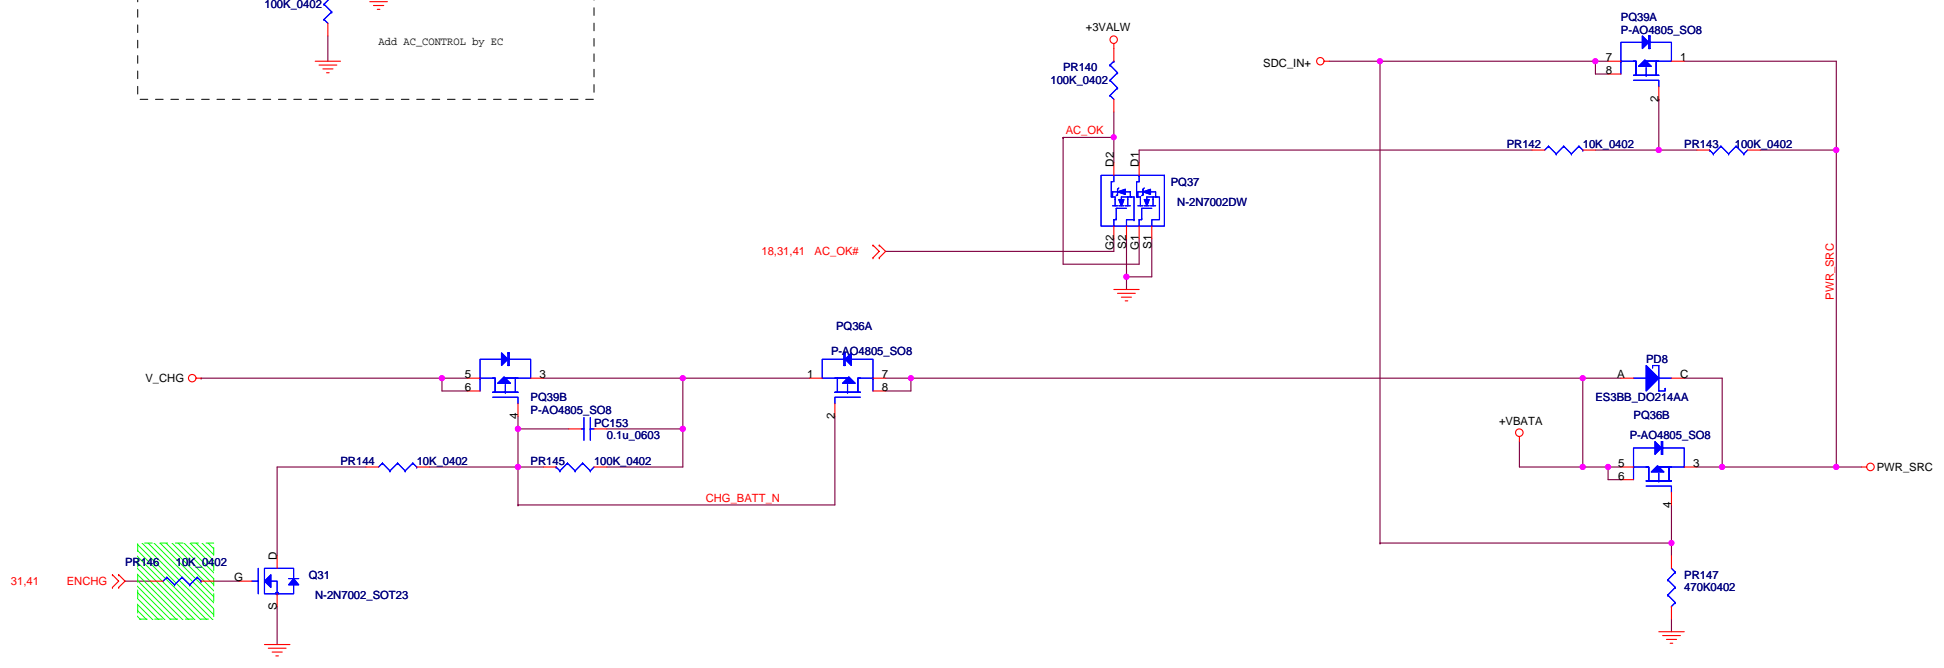 100K_0402
Add AC_CONTROL by EC
+3VALW
PR140
100K_0402
AC_OK
D2
D1
PQ37
N-2N7002DW
G2
S2
G1
S1
18,31,41 AC_OK#
SDC_IN+
PQ39A
P-AO4805_SO8
7
8
1
2
PR142 10K_0402
PR143 100K_0402
PWR_SRC
V_CHG
5
6
3
4
PQ39B
P-AO4805_SO8
PC153
0.1u_0603
PR144 10K_0402
PR145 100K_0402
CHG_BATT_N
PQ36A
P-AO4805_SO8
1
7
8
2
PD8
A
C
ES3BB_DO214AA
PQ36B
P-AO4805_SO8
+VBATA
5
6
3
4
PWR_SRC
PR147
470K0402
31,41 ENCHG
PR146 10K_0402
G
D
S
Q31
N-2N7002_SOT23